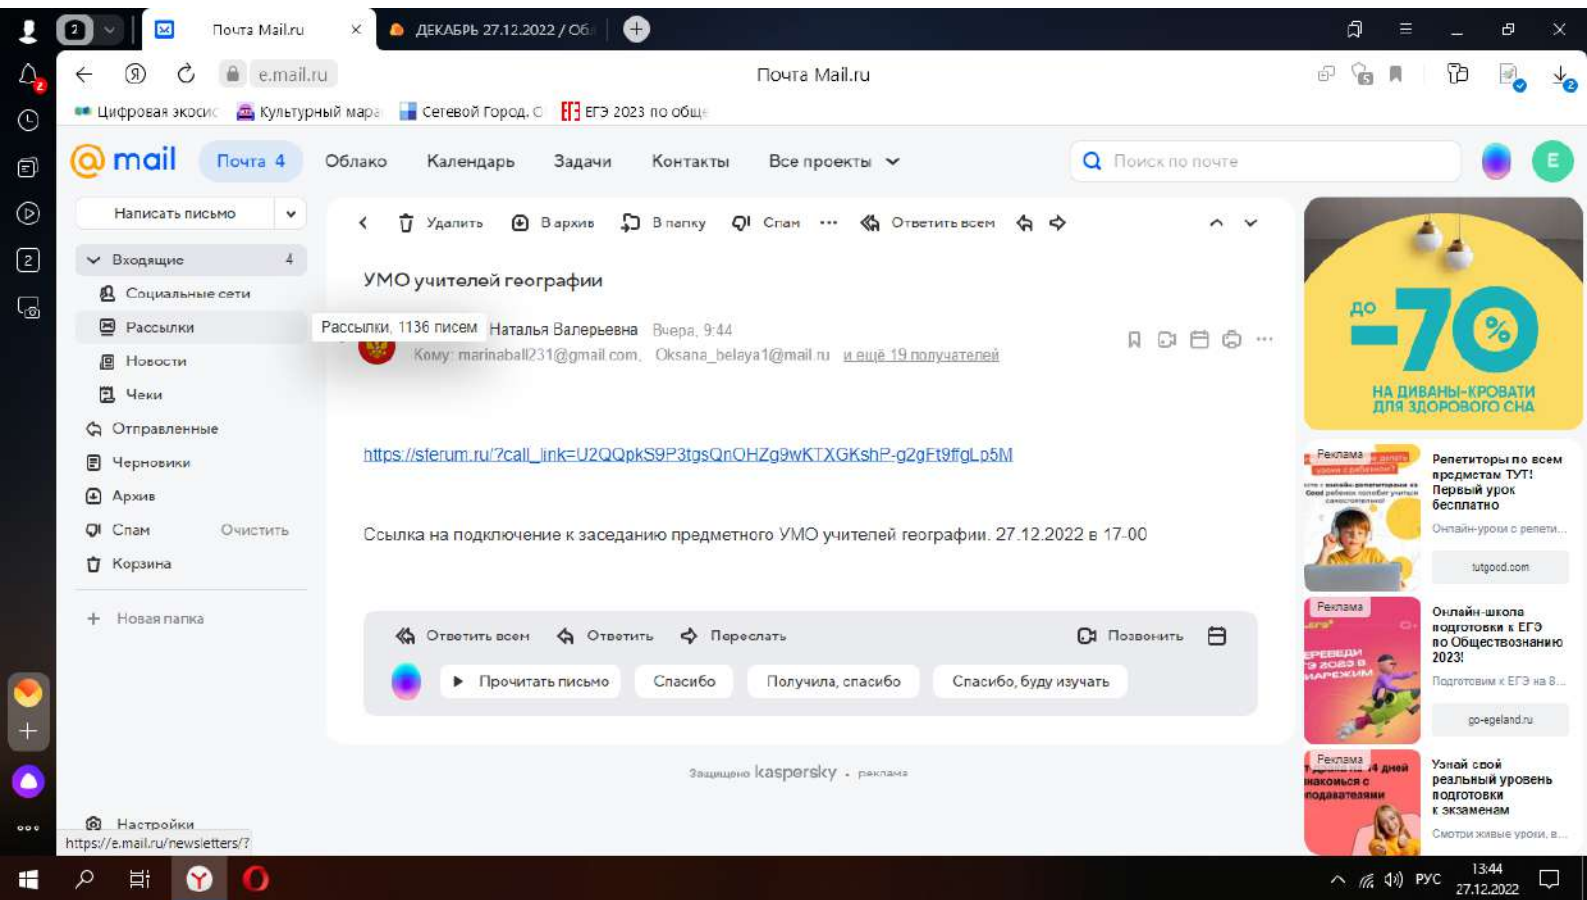 2
Почта Mail.ru
ДЕКАБРЬ 27.12.2022 / Об
2
e.mail.ru
Почта Mail.ru
5
2
Цифровая экосис
Культурный мара
Сетевой Город. О
ЕГЭ 2023 по общ
mail
Почта 4
Облако
Календарь
Задачи
Контакты
Все проекты
Поиск по почте
E
Написать письмо
Удалить
В архив
В папку
Спам
Ответить всем
Входящие 4
Социальные сети
Рассылки
Новости
Чеки
Отправленные
Черновики
Архив
Спам Очистить
Корзина
Новая папка
Настройки
https://e.mail.ru/newsletters/?
2
УМО учителей географии
Рассылки, 1136 писем
Наталья Валерьевна Вчера, 9:44
Кому: marinaball231@gmail.com, Oksana_belaya1@mail.ru и ещё 19 получателей
https://sferum.ru/?call_link=U2QQpkS9P3tgsQnOHZg9wKTXGKshP-g2gFt9ffgLp5M
Ссылка на подключение к заседанию предметного УМО учителей географии. 27.12.2022 в 17-00
Ответить всем
Ответить
Переслать
Позвонить
Прочитать письмо
Спасибо
Получила, спасибо
Спасибо, буду изучать
Защищено kaspersky • реклама
ДО
-70%
НА ДИВАНЫ-КРОВАТИ
ДЛЯ ЗДОРОВОГО СНА
Реклама
Репетиторы по всем
предметам ТУТ!
Первый урок
бесплатно
Онлайн-уроки с репети...
tutgood.com
Реклама
Онлайн-школа
подготовки к ЕГЭ
по Обществознанию
2023!
Подготовим к ЕГЭ на 8...
go-egeland.ru
Реклама
Узнай свой
реальный уровень
подготовки
к экзаменам
Смотри живые уроки, в...
РУС
13:44
27.12.2022